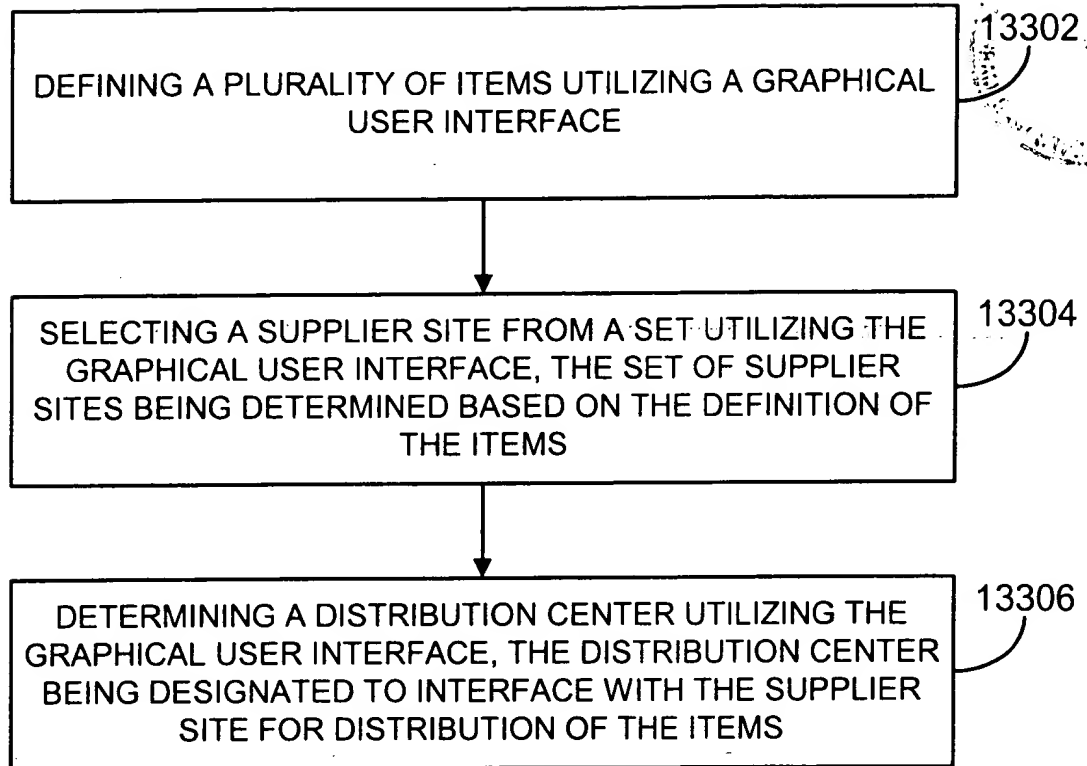 13302
DEFINING A PLURALITY OF ITEMS UTILIZING A GRAPHICAL
USER INTERFACE
13304
SELECTING A SUPPLIER SITE FROM A SET UTILIZING THE
GRAPHICAL USER INTERFACE, THE SET OF SUPPLIER
SITES BEING DETERMINED BASED ON THE DEFINITION OF
THE ITEMS
13306
DETERMINING A DISTRIBUTION CENTER UTILIZING THE
GRAPHICAL USER INTERFACE, THE DISTRIBUTION CENTER
BEING DESIGNATED TO INTERFACE WITH THE SUPPLIER
SITE FOR DISTRIBUTION OF THE ITEMS